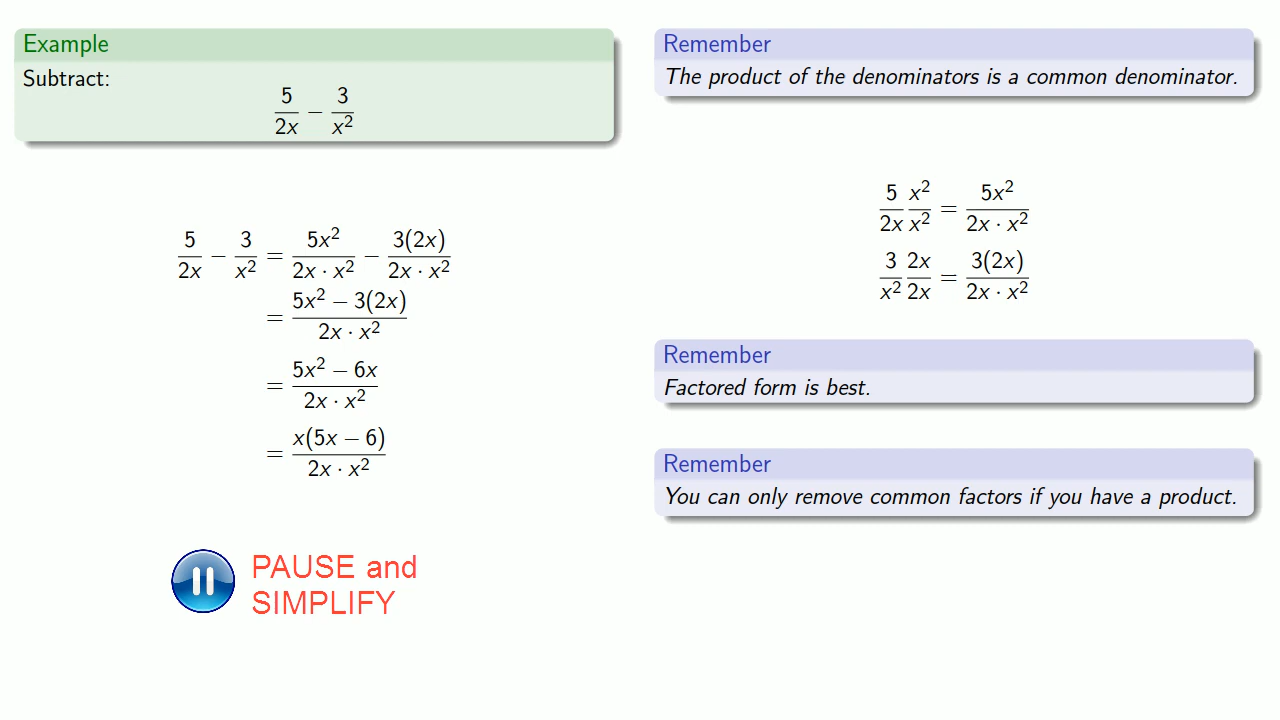 Example
Subtract:
5/2x − 3/x²
5/2x − 3/x² = 5x²/2x · x² − 3(2x)/2x · x²
= 5x² − 3(2x)/2x · x²
= 5x² − 6x/2x · x²
= x(5x − 6)/2x · x²
PAUSE and
SIMPLIFY
Remember
The product of the denominators is a common denominator.
5/2x x²/x² = 5x²/2x · x²
3/x² 2x/2x = 3(2x)/2x · x²
Remember
Factored form is best.
Remember
You can only remove common factors if you have a product.